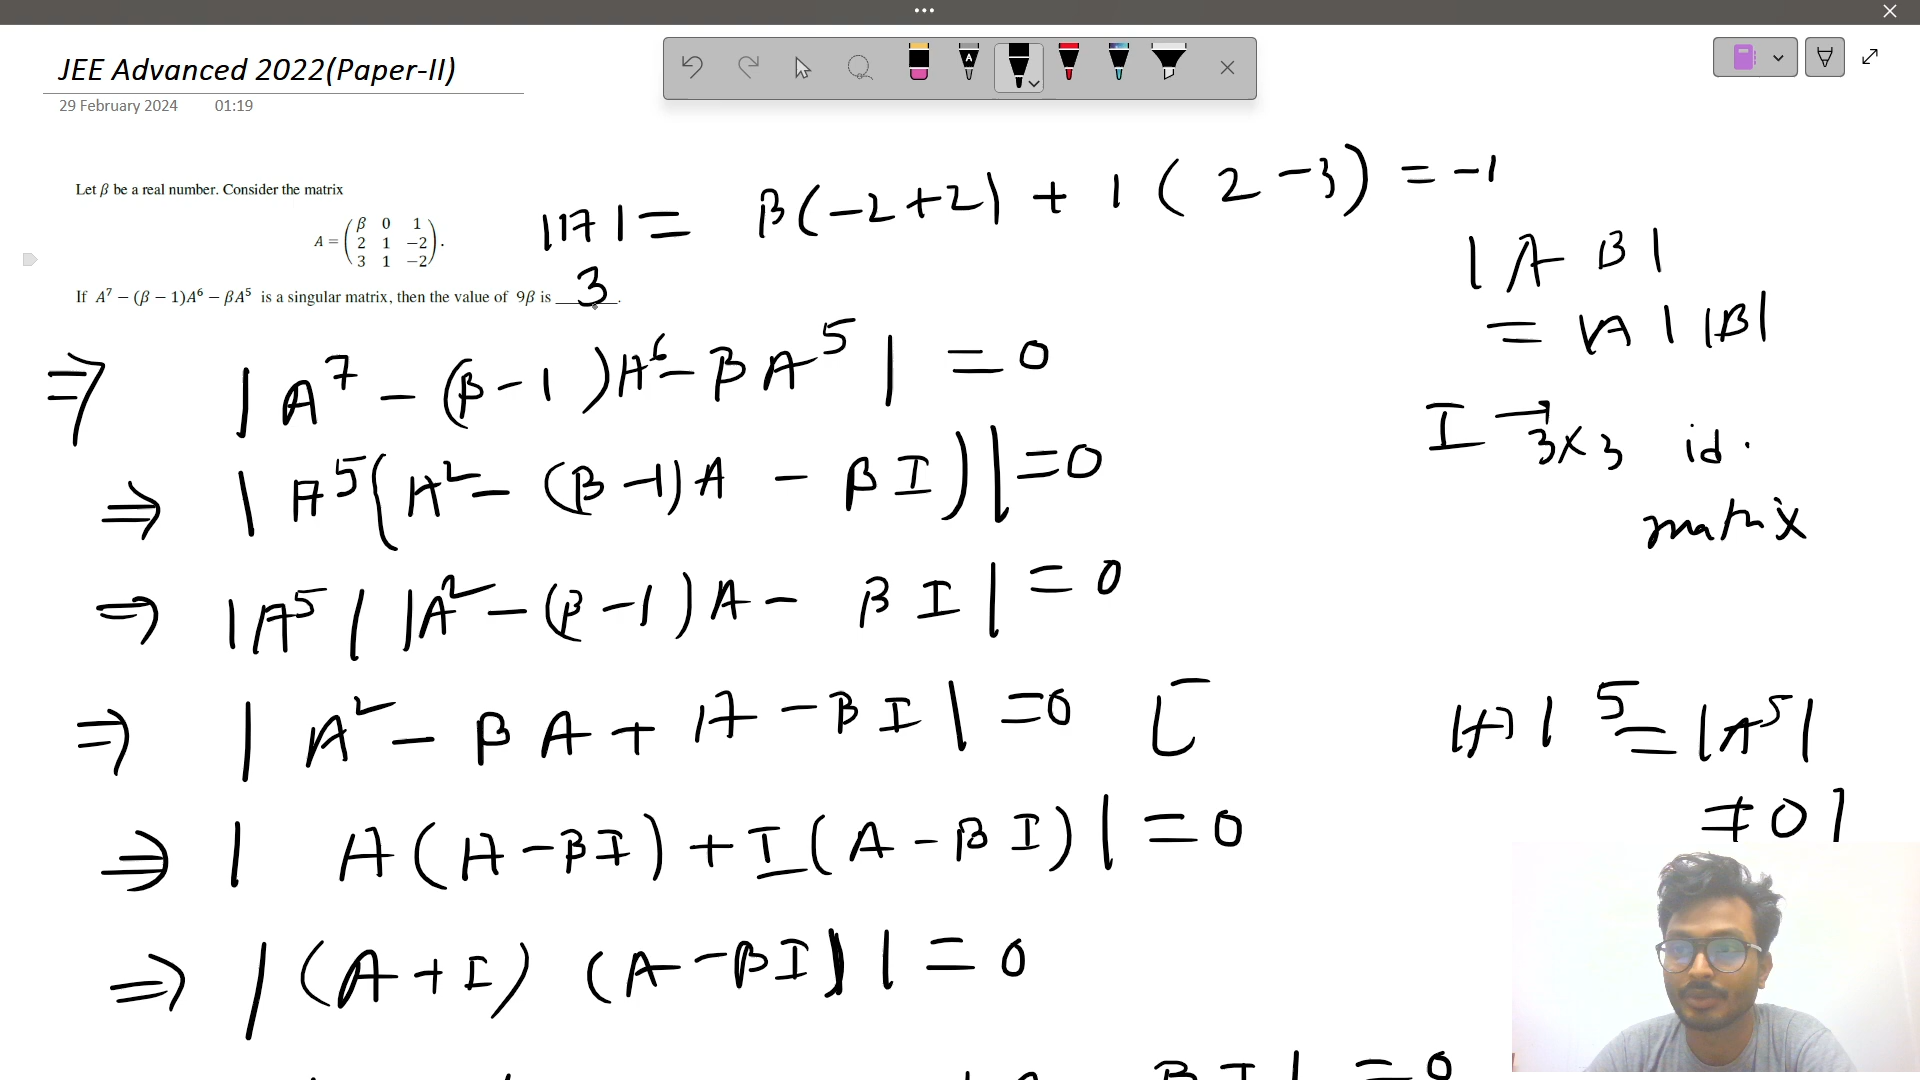 JEE Advanced 2022(Paper-II)
29 February 2024 01:19
Let β be a real number. Consider the matrix
A = ( β 0 1
2 1 −2
3 1 −2 ).
If A⁷ − (β − 1)A⁶ − βA⁵ is a singular matrix, then the value of 9β is 3.
|A| = β(-2+2) + 1(2-3) = -1
|AB|
= |A||B|
I → 3×3 id.
matrix
⇒ |A⁷ - (β-1)A⁶ - βA⁵| = 0
⇒ |A⁵(A² - (β-1)A - βI)| = 0
⇒ |A⁵| |A² - (β-1)A - βI| = 0
⇒ |A² - βA + A - βI| = 0 [ |A|⁵ = |A⁵|
≠ 0]
⇒ | A(A - βI) + I(A - βI)| = 0
⇒ |(A+I) (A - βI)| = 0
βI| = 0